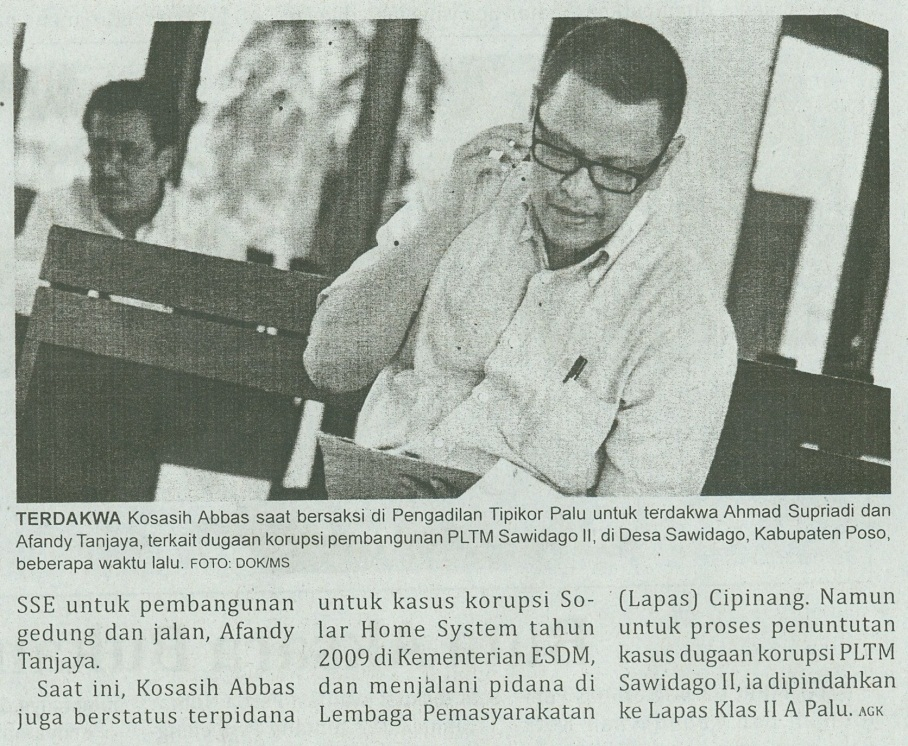 TERDAKWA Kosasih Abbas saat bersaksi di Pengadilan Tipikor Palu untuk terdakwa Ahmad Supriadi dan
Afandy Tanjaya, terkait dugaan korupsi pembangunan PLTM Sawidago II, di Desa Sawidago, Kabupaten Poso,
beberapa waktu lalu. FOTO: DOK/MS
SSE untuk pembangunan
gedung dan jalan, Afandy
Tanjaya.
Saat ini, Kosasih Abbas
juga berstatus terpidana
untuk kasus korupsi So-
lar Home System tahun
2009 di Kementerian ESDM,
dan menjalani pidana di
Lembaga Pemasyarakatan
(Lapas) Cipinang. Namun
untuk proses penuntutan
kasus dugaan korupsi PLTM
Sawidago II, ia dipindahkan
ke Lapas Klas II A Palu. AGK